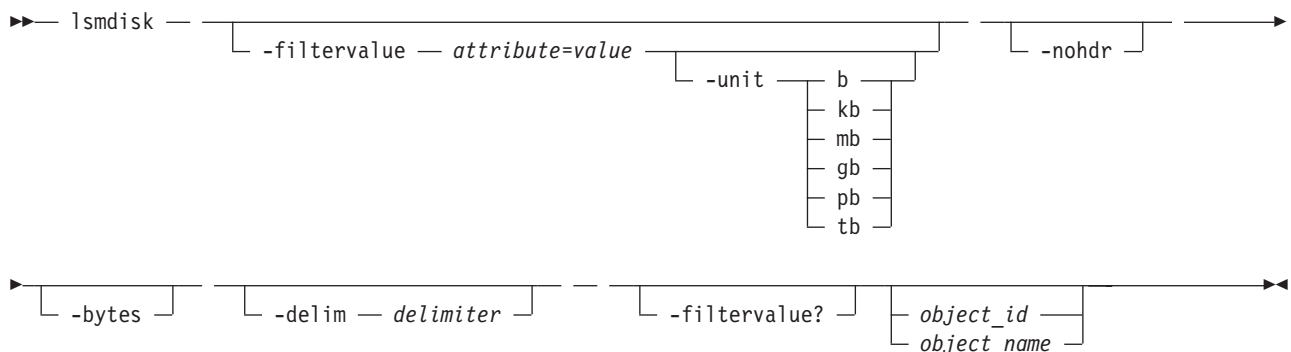 lsmdisk
-filtervalue attribute=value
-nohdr
-unit b
kb
mb
gb
pb
tb
-bytes
-delim delimiter
-filtervalue?
object_id
object_name